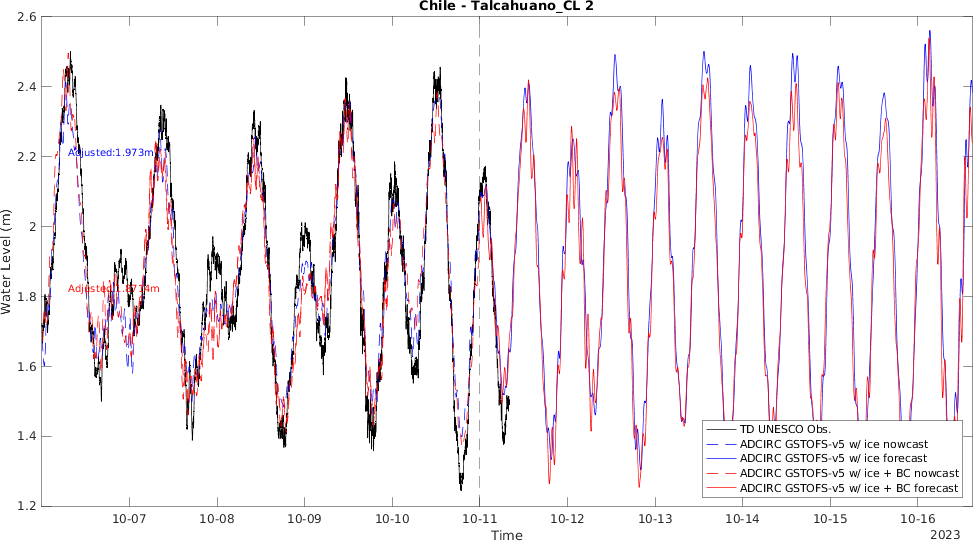 Chile - Talcahuano_CL 2
Water Level (m)
2.6
2.4
2.2
2
1.8
1.6
1.4
1.2
Adjusted:1.973m
TD UNESCO Obs.
ADCIRC GSTOFS-v5 w/ ice nowcast
ADCIRC GSTOFS-v5 w/ ice forecast
ADCIRC GSTOFS-v5 w/ ice + BC nowcast
ADCIRC GSTOFS-v5 w/ ice + BC forecast
10-07 10-08 10-09 10-10 10-11 10-12 10-13 10-14 10-15 10-16
Time
2023